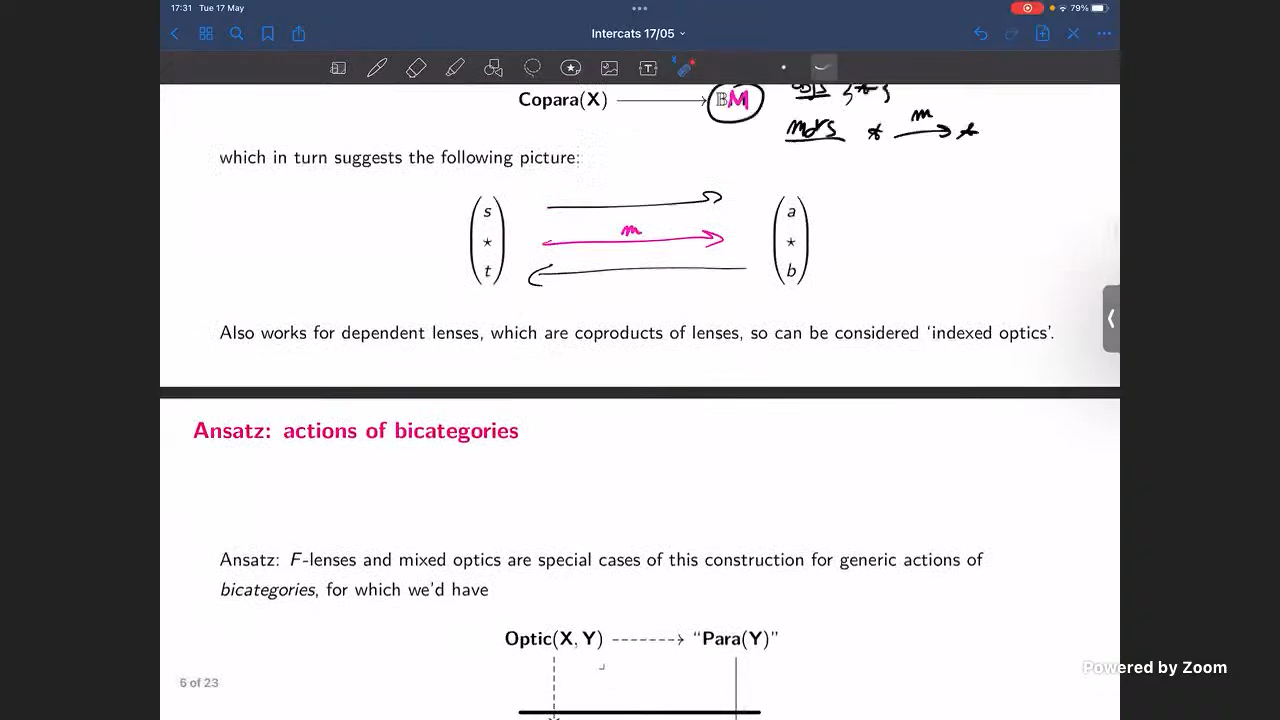 17:31 Tue 17 May
79%
Intercats 17/05
Copara(X) 𝔹M
mors ⋆ m ⋆
which in turn suggests the following picture:
s a
⋆ m ⋆
t b
Also works for dependent lenses, which are coproducts of lenses, so can be considered ‘indexed optics’.
Ansatz: actions of bicategories
Ansatz: F-lenses and mixed optics are special cases of this construction for generic actions of
bicategories, for which we’d have
Optic(X, Y) “Para(Y)”
6 of 23
Powered by Zoom